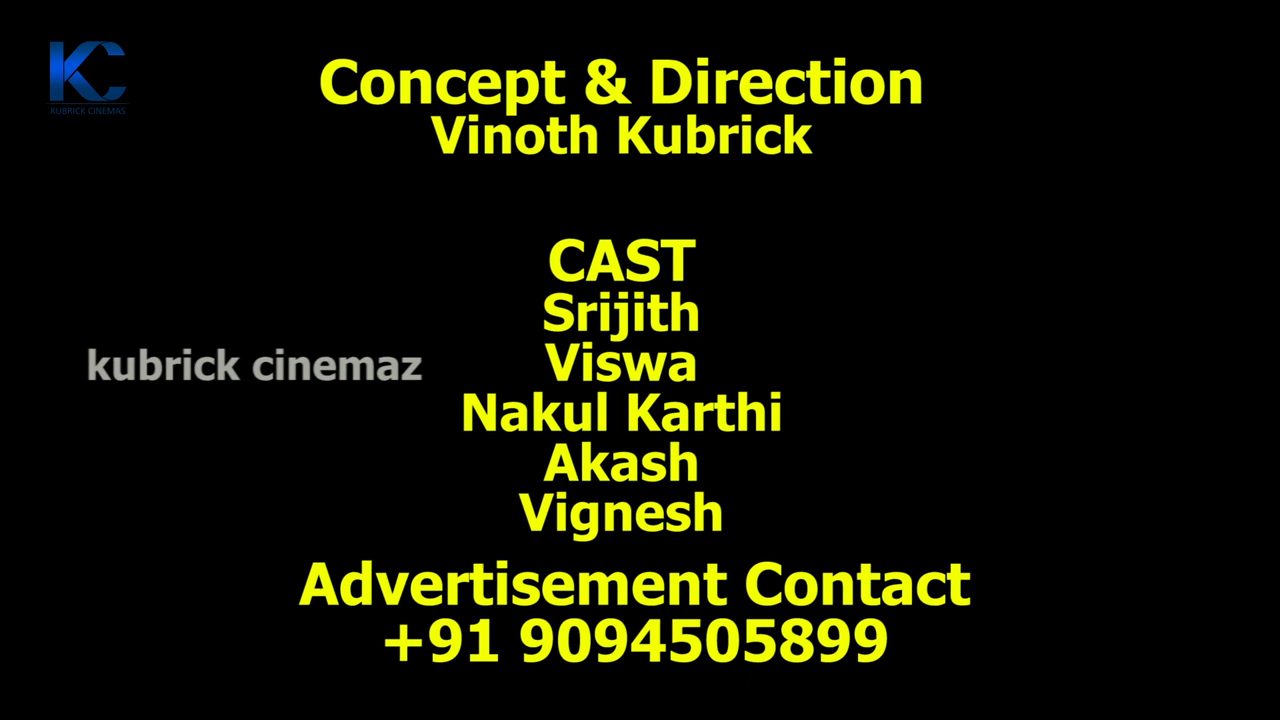 KC
KUBRICK CINEMAS
Concept & Direction
Vinoth Kubrick
CAST
Srijith
Viswa
kubrick cinemaz
Nakul Karthi
Akash
Vignesh
Advertisement Contact
+91 9094505899